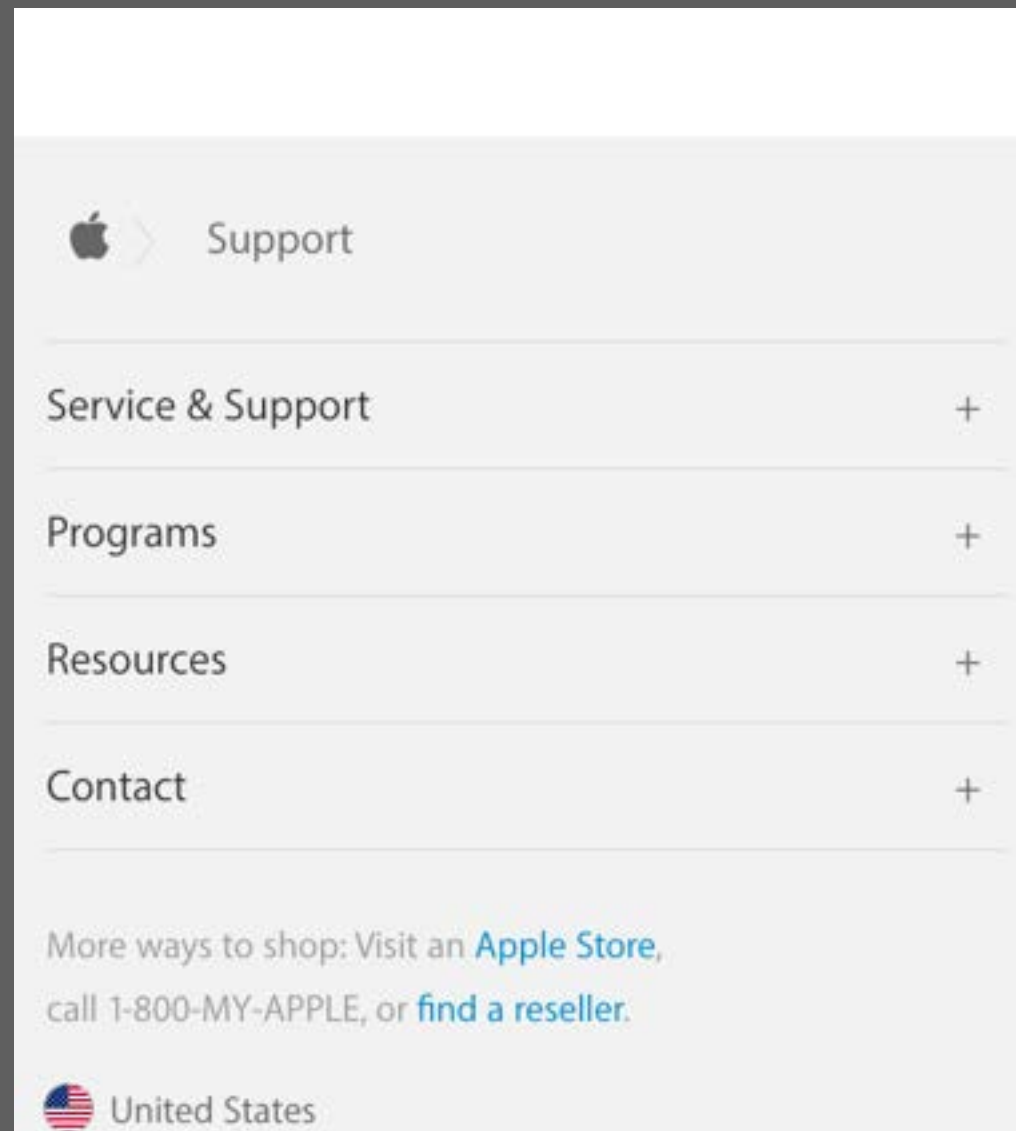 Support
Service & Support +
Programs +
Resources +
Contact +
More ways to shop: Visit an Apple Store,
call 1-800-MY-APPLE, or find a reseller.
United States